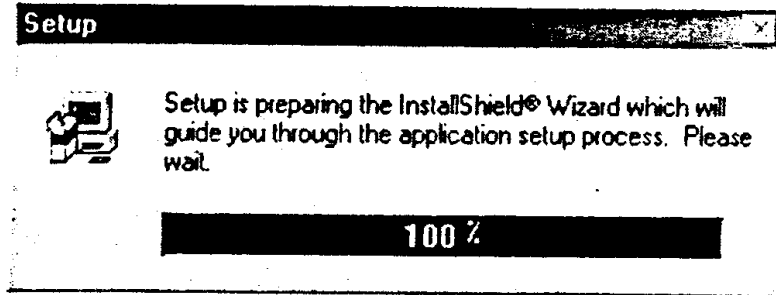 Setup
Setup is preparing the InstallShield® Wizard which will
guide you through the application setup process. Please
wait.
100 %